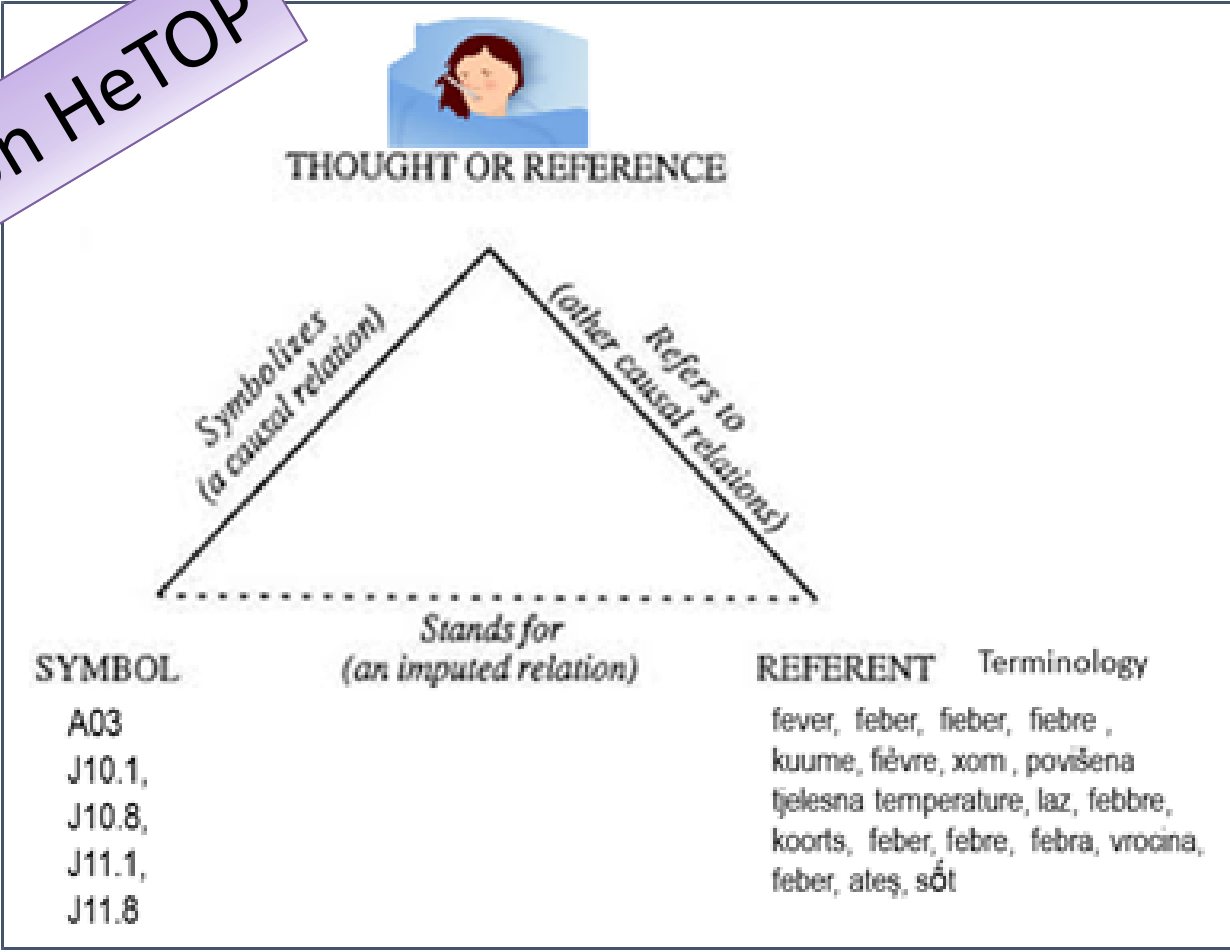 n HeTOP
THOUGHT OR REFERENCE
Symbolizes
(a causal relation)
Refers to
(other causal relations)
Stands for
(an imputed relation)
SYMBOL
A03
J10.1,
J10.8,
J11.1,
J11.8
REFERENT Terminology
fever, feber, fieber, fiebre ,
kuume, fièvre, xom , povišena
tjelesna temperature, laz, febbre,
koorts, feber, febre, febra, vrocina,
feber, ateş, sốt